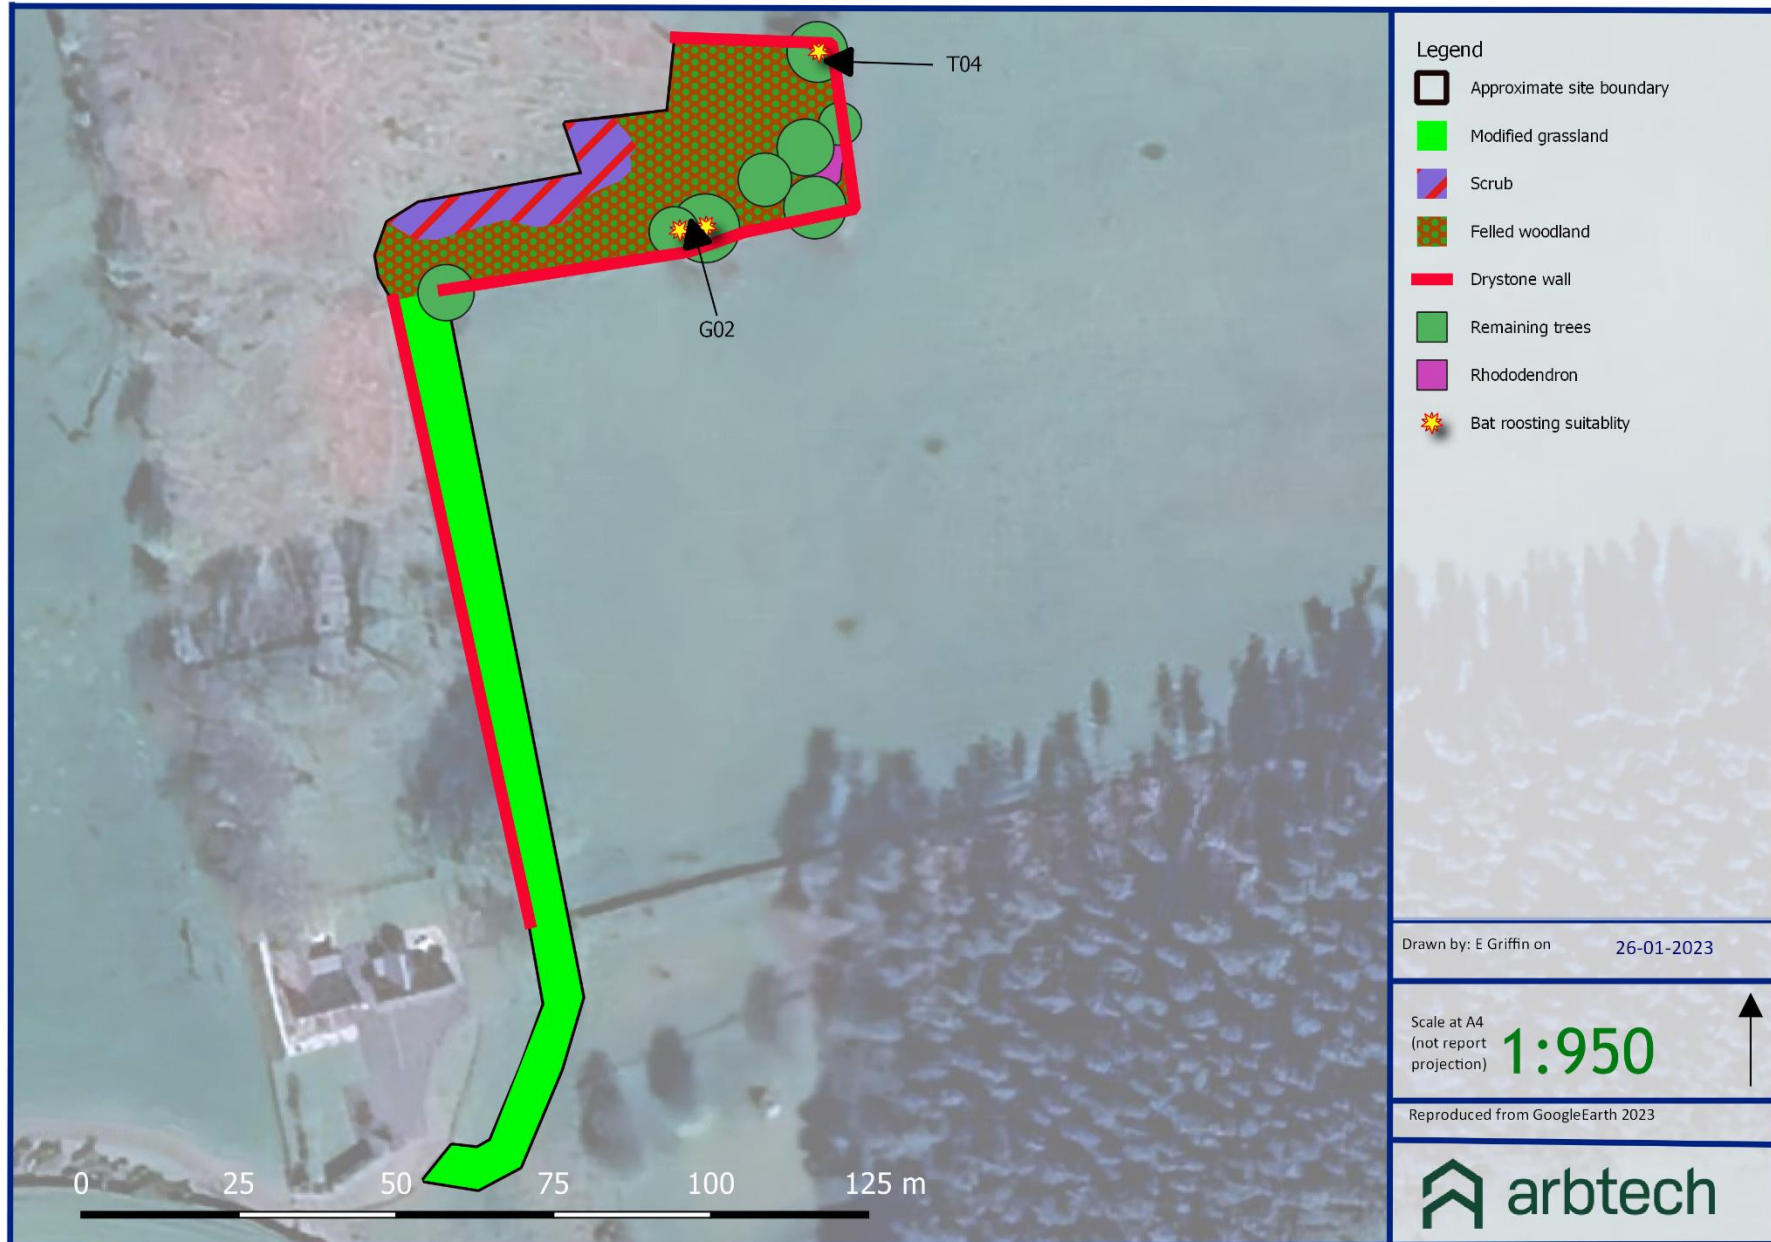 T04
G02
0 25 50 75 100 125 m
Legend
Approximate site boundary
Modified grassland
Scrub
Felled woodland
Drystone wall
Remaining trees
Rhododendron
Bat roosting suitablity
Drawn by: E Griffin on 26-01-2023
Scale at A4
(not report
projection)
1:950
Reproduced from GoogleEarth 2023
arbtech